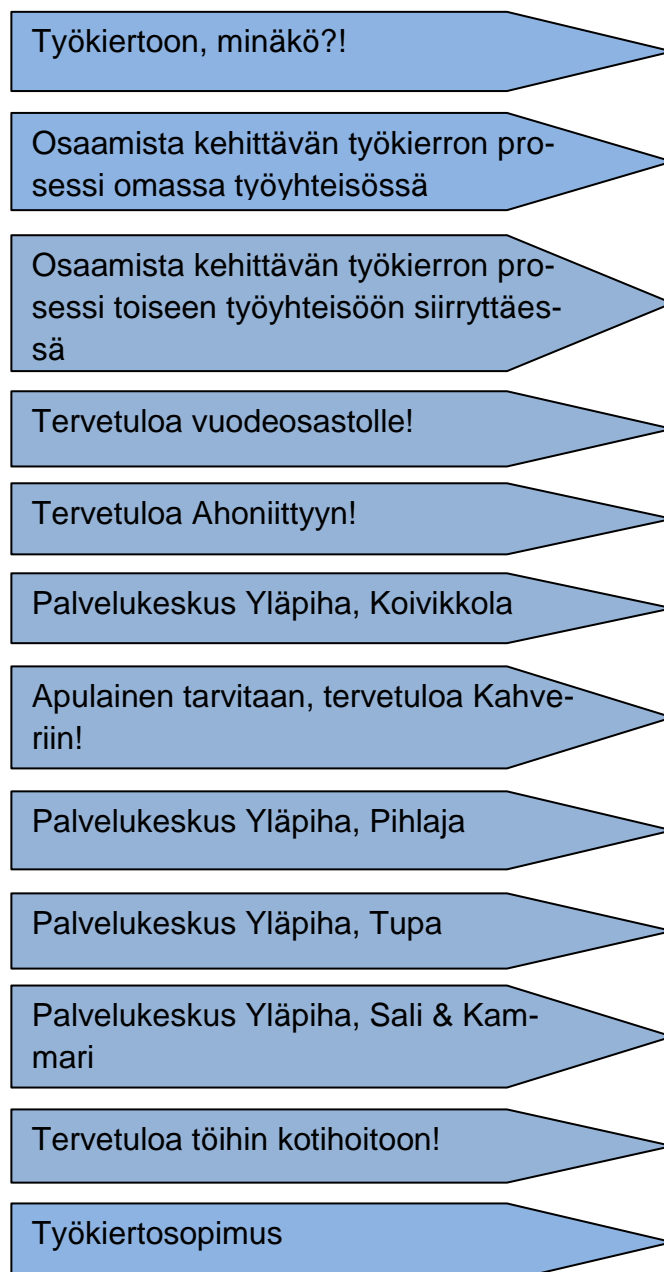 Työkiertoon, minäkö?!
Osaamista kehittävän työkierron pro-
sessi omassa työyhteisössä
Osaamista kehittävän työkierron pro-
sessi toiseen työyhteisöön siirryttäes-
sä
Tervetuloa vuodeosastolle!
Tervetuloa Ahoniittyyn!
Palvelukeskus Yläpiha, Koivikkola
Apulainen tarvitaan, tervetuloa Kahve-
riin!
Palvelukeskus Yläpiha, Pihlaja
Palvelukeskus Yläpiha, Tupa
Palvelukeskus Yläpiha, Sali & Kam-
mari
Tervetuloa töihin kotihoitoon!
Työkiertosopimus